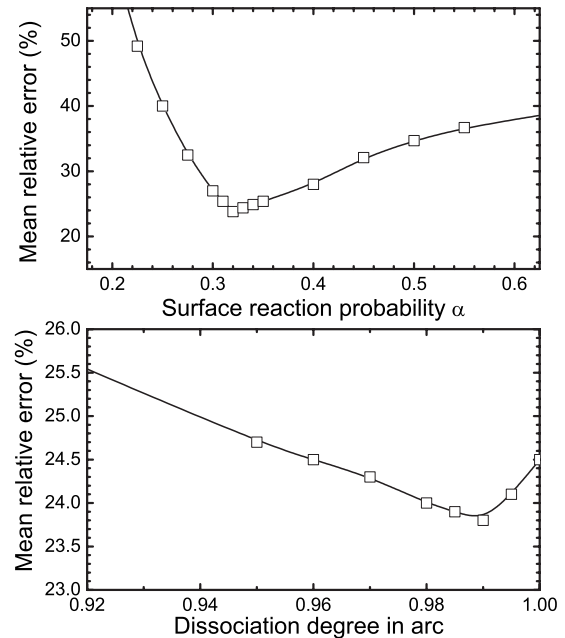 Mean relative error (%)
50
40
30
20
0.2 0.3 0.4 0.5 0.6
Surface reaction probability α
Mean relative error (%)
26.0
25.5
25.0
24.5
24.0
23.5
23.0
0.92 0.94 0.96 0.98 1.00
Dissociation degree in arc